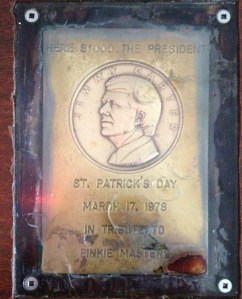 HERE STOOD THE PRESIDENT
JIMMY CARTER
ST. PATRICK'S DAY
MARCH 17, 1978
IN TRIBUTE TO
PINKIE MASTERS